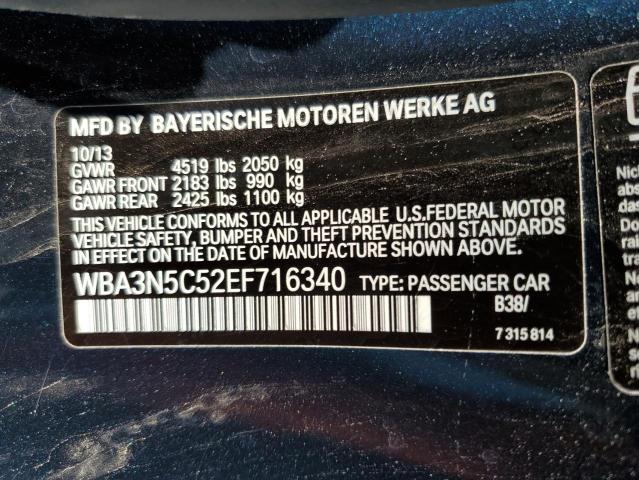 MFD BY BAYERISCHE MOTOREN WERKE AG
10/13
GVWR 4519 lbs 2050 kg
GAWR FRONT 2183 lbs 990 kg
GAWR REAR 2425 lbs 1100 kg
THIS VEHICLE CONFORMS TO ALL APPLICABLE U.S.FEDERAL MOTOR
VEHICLE SAFETY, BUMPER AND THEFT PREVENTION STANDARDS
IN EFFECT ON THE DATE OF MANUFACTURE SHOWN ABOVE.
WBA3N5C52EF716340 TYPE: PASSENGER CAR
B38/
7 315 814